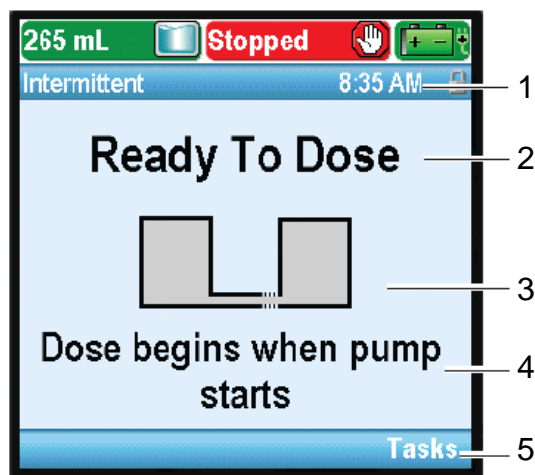 265 mL Stopped
Intermittent 8:35 AM 1
Ready To Dose 2
3
Dose begins when pump 4
starts
Tasks 5